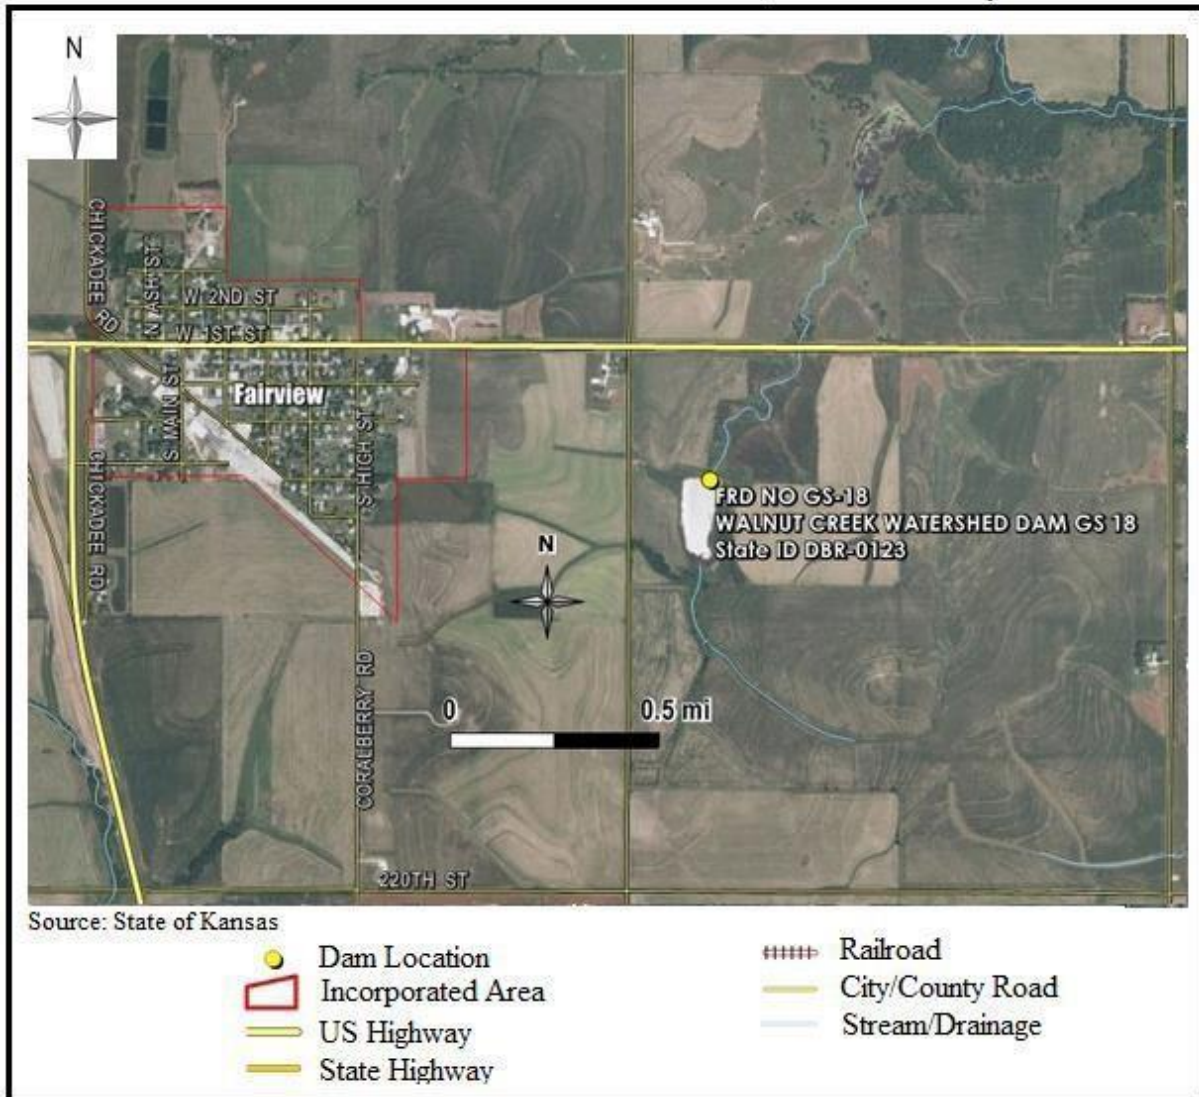 N
CHICKADEE RD
N ASH ST
W 2ND ST
W 1ST ST
S MAIN ST
Fairview
S HIGH ST
CHICKADEE RD
FRD NO GS-18
WALNUT CREEK WATERSHED DAM GS 18
State ID DBR-0123
N
0 0.5 mi
CORALBERRY RD
220TH ST
Source: State of Kansas
Dam Location
Incorporated Area
US Highway
State Highway
Railroad
City/County Road
Stream/Drainage